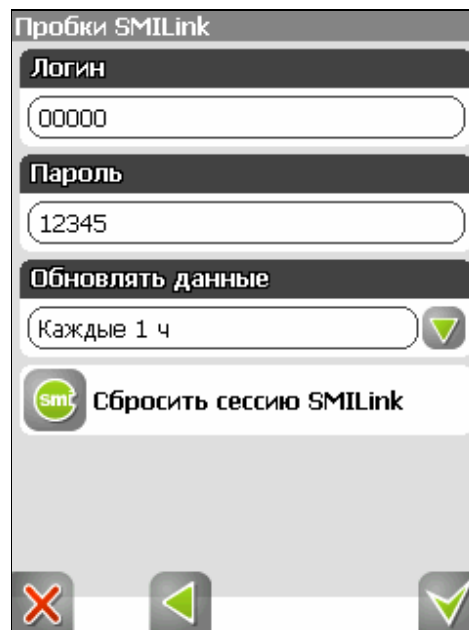 Пробки SMILink
Логин
00000
Пароль
12345
Обновлять данные
Каждые 1 ч
smi
Сбросить сессию SMILink